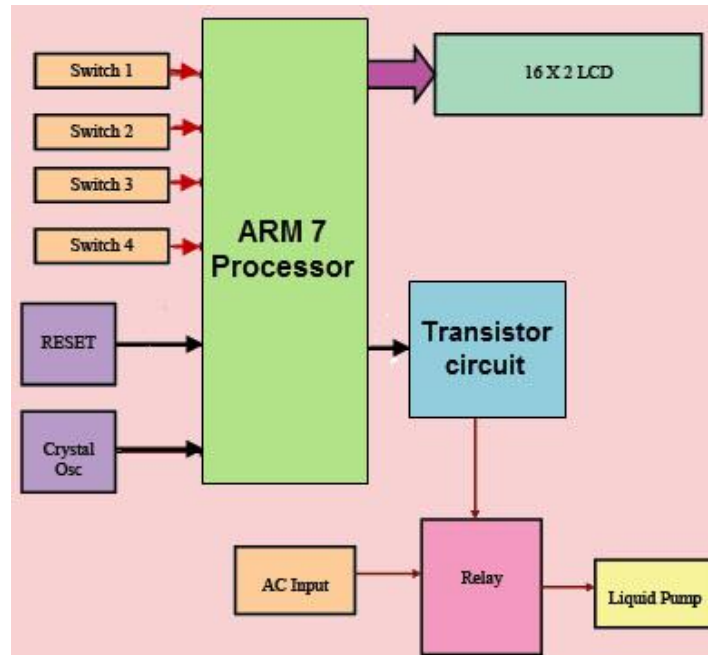 Switch 1
16 X 2 LCD
Switch 2
Switch 3
Switch 4
ARM 7
Processor
RESET
Transistor
circuit
Crystal
Osc
AC Input
Relay
Liquid Pump